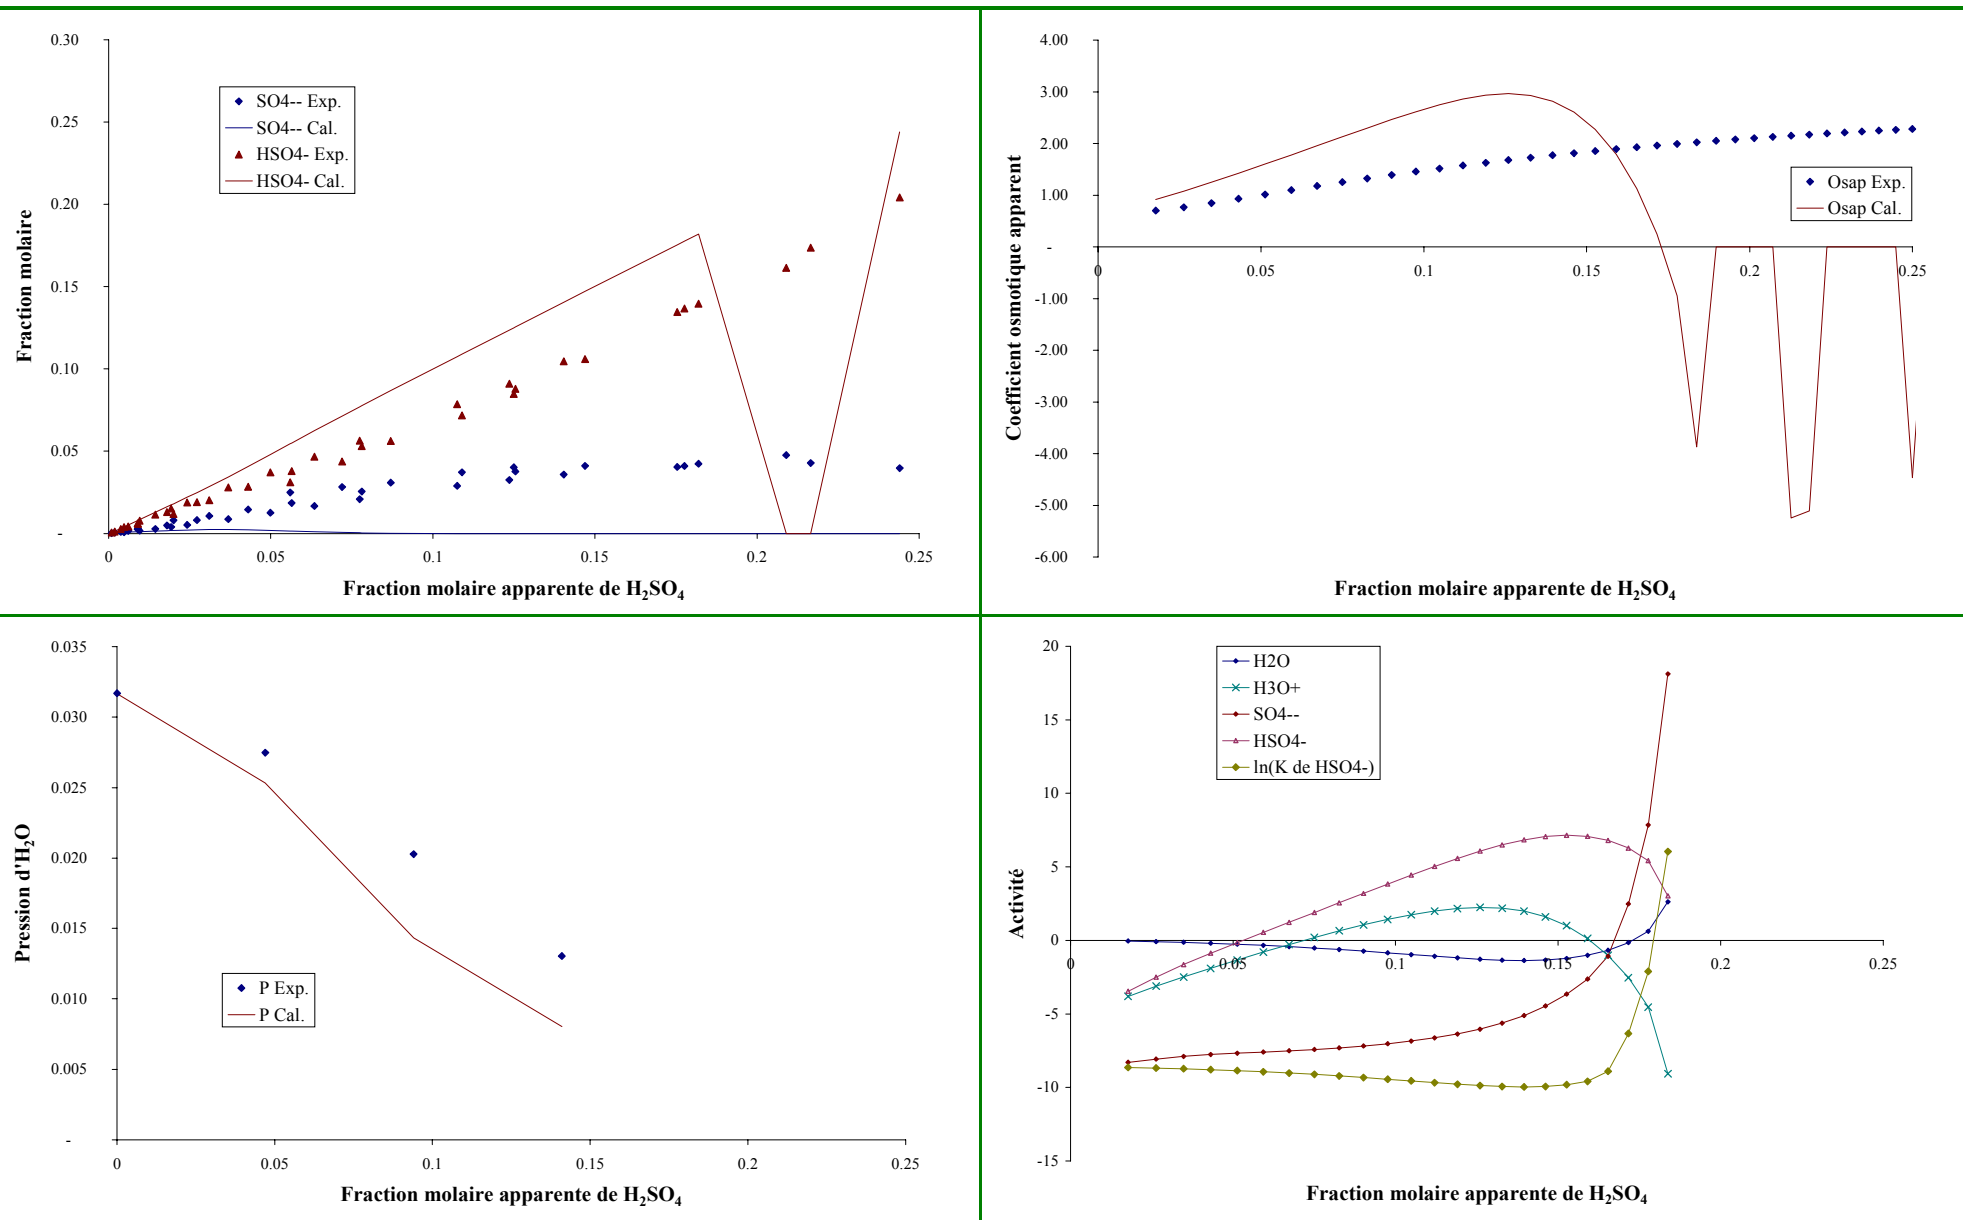 0.30
0.25
0.20
0.15
0.10
0.05
-
Fraction molaire
SO4-- Exp.
SO4-- Cal.
HSO4- Exp.
HSO4- Cal.
0
0.05
0.1
0.15
0.2
0.25
Fraction molaire apparente de H₂SO₄
4.00
3.00
2.00
1.00
-
-1.00
-2.00
-3.00
-4.00
-5.00
-6.00
Coefficient osmotique apparent
Osap Exp.
Osap Cal.
0
0.05
0.1
0.15
0.2
0.25
Fraction molaire apparente de H₂SO₄
0.035
0.030
0.025
0.020
0.015
0.010
0.005
-
Pression d'H₂O
P Exp.
P Cal.
0
0.05
0.1
0.15
0.2
0.25
Fraction molaire apparente de H₂SO₄
20
15
10
5
0
-5
-10
-15
Activité
H2O
H3O+
SO4--
HSO4-
ln(K de HSO4-)
0
0.05
0.1
0.15
0.2
0.25
Fraction molaire apparente de H₂SO₄